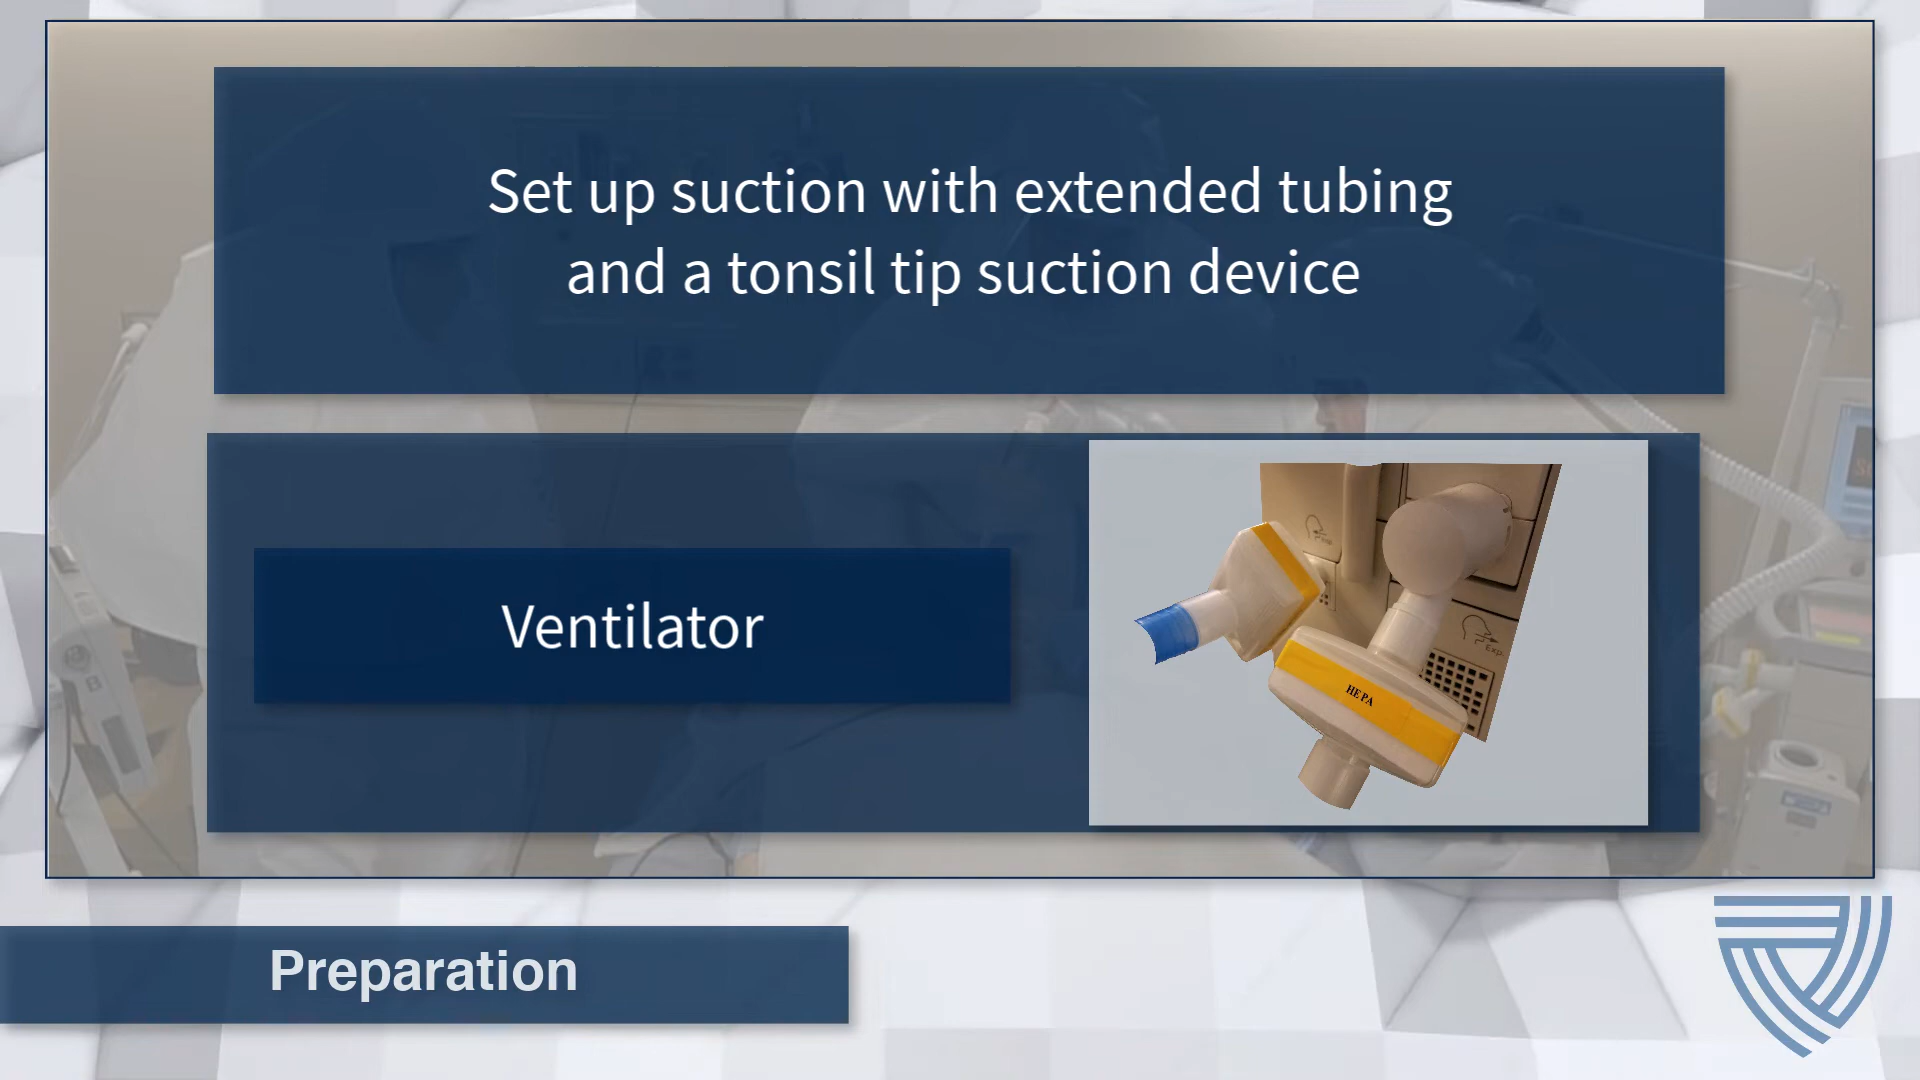 Set up suction with extended tubing
and a tonsil tip suction device
Ventilator
HEPA
Exp.
Preparation